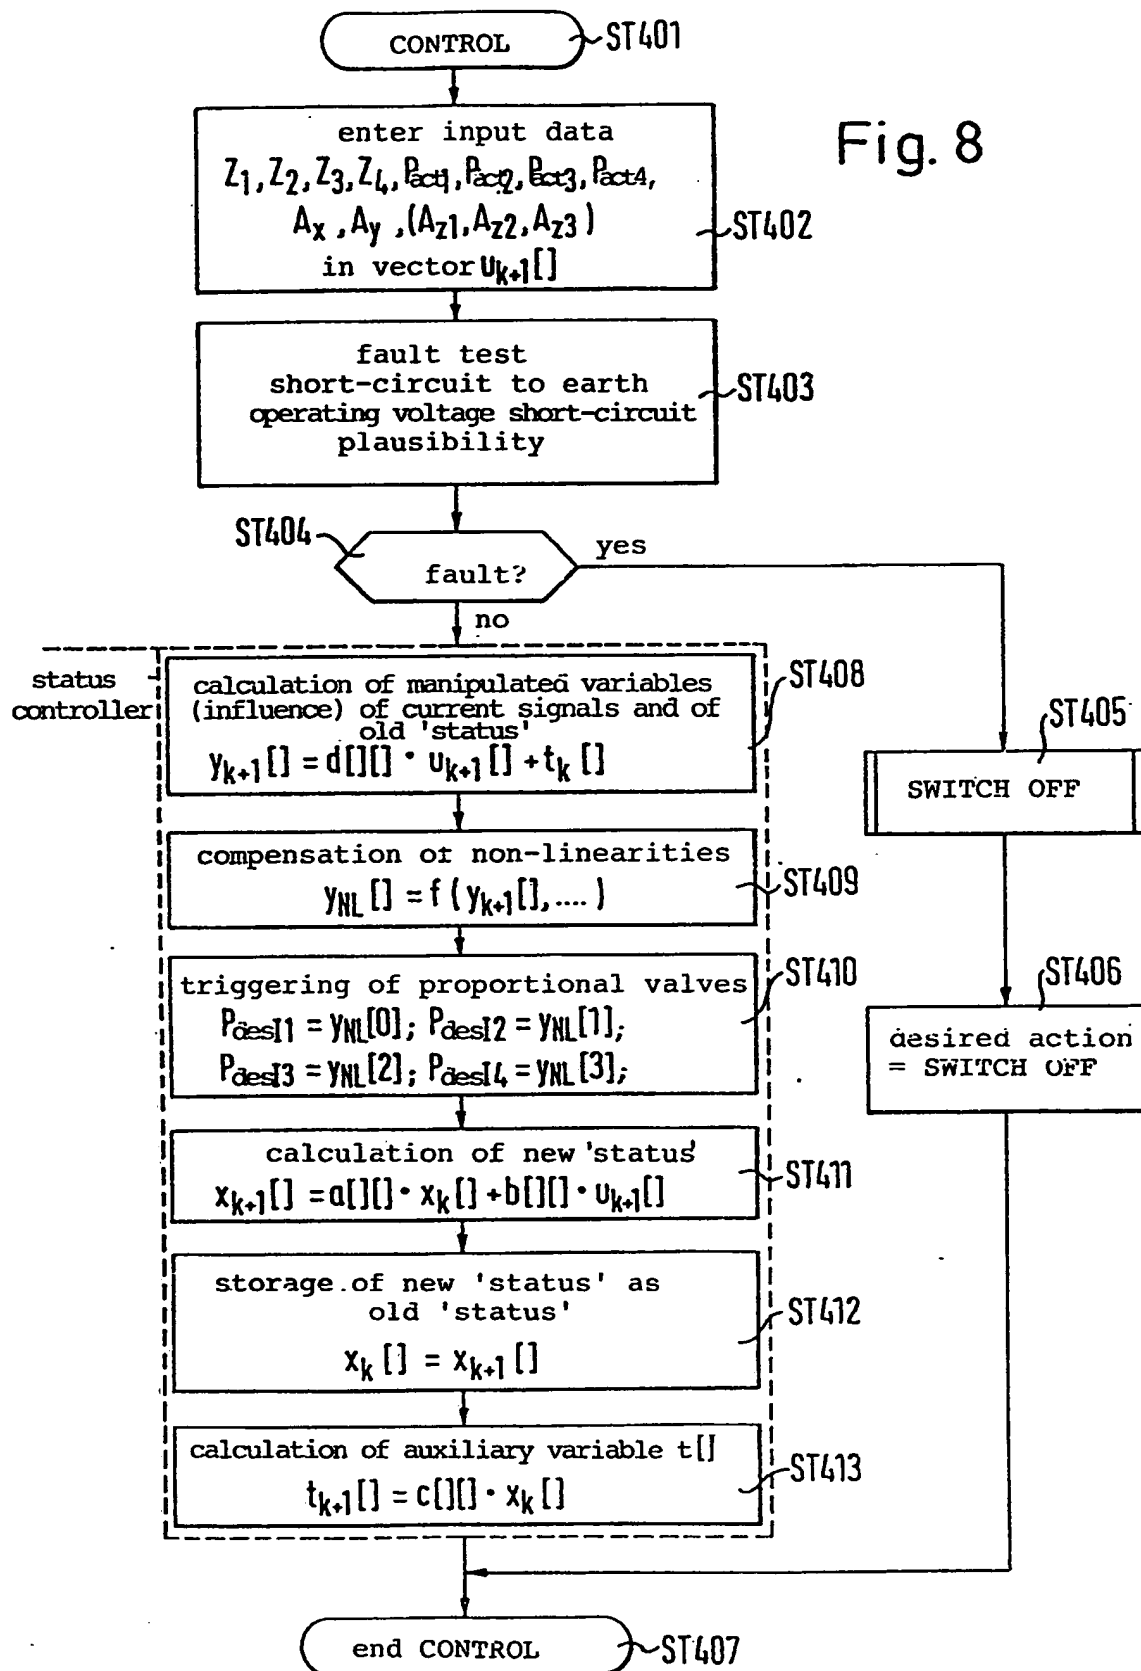 CONTROL
ST401
Fig. 8
enter input data
Z1, Z2, Z3, Z4, Pact1, Pact2, Pact3, Pact4,
Ax , Ay , (Az1, Az2, Az3)
in vector uk+1[]
ST402
fault test
short-circuit to earth
operating voltage short-circuit
plausibility
ST403
ST404
fault?
yes
no
status
controller
calculation of manipulated variables
(influence) of current signals and of
old 'status'
yk+1[] = d[][] · uk+1[] + tk[]
ST408
ST405
SWITCH OFF
compensation of non-linearities
yNL[] = f(yk+1[],....)
ST409
triggering of proportional valves
PdesI1 = yNL[0]; PdesI2 = yNL[1];
PdesI3 = yNL[2]; PdesI4 = yNL[3];
ST410
ST406
desired action
= SWITCH OFF
calculation of new 'status'
xk+1[] = a[][] · xk[] + b[][] · uk+1[]
ST411
storage of new 'status' as
old 'status'
xk[] = xk+1[]
ST412
calculation of auxiliary variable t[]
tk+1[] = c[][] · xk[]
ST413
end CONTROL
ST407